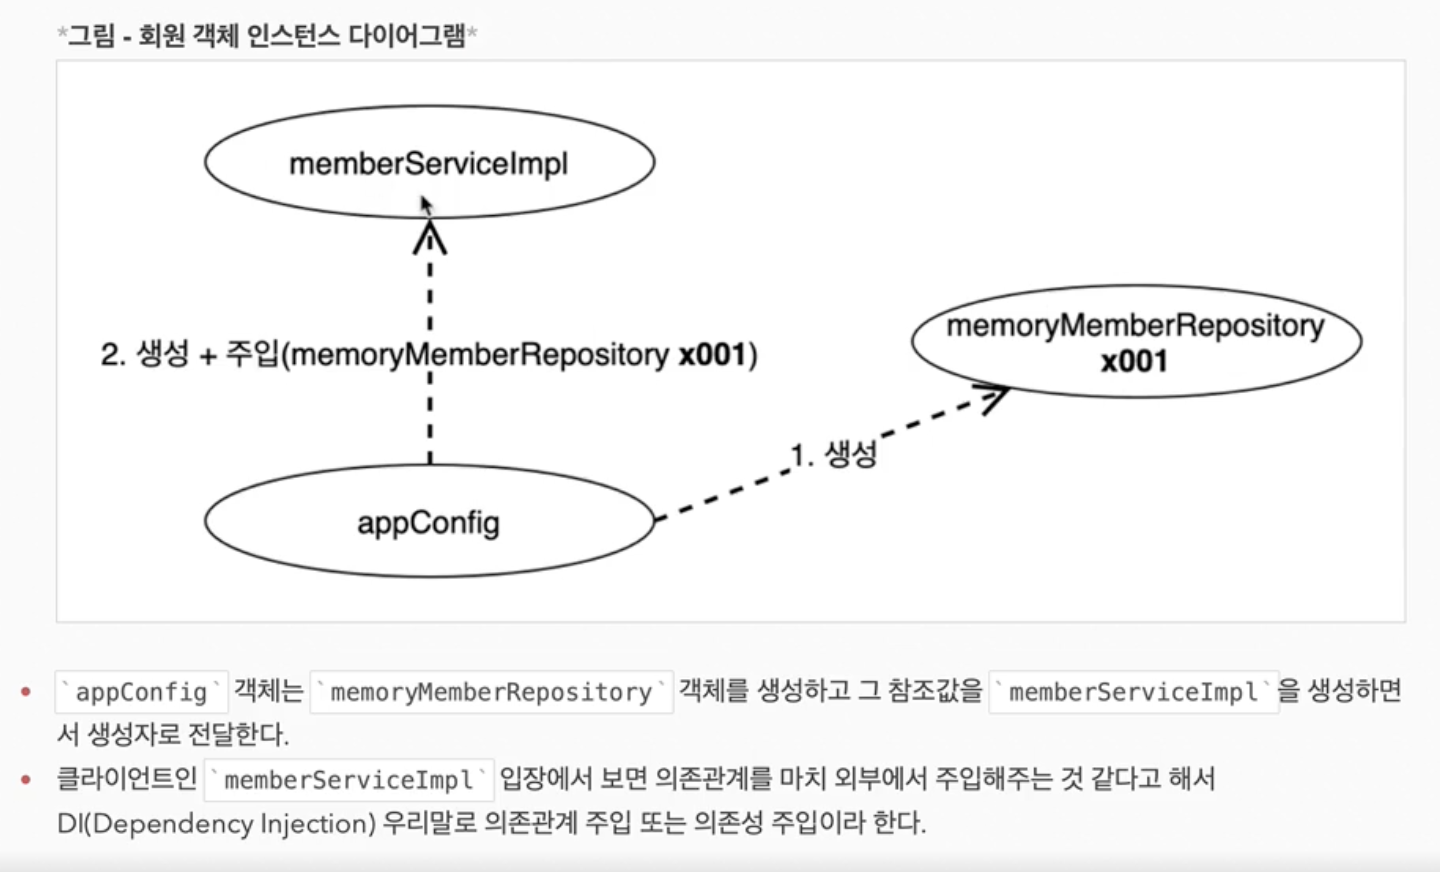 *그림 - 회원 객체 인스턴스 다이어그램*
memberServiceImpl
memoryMemberRepository
x001
2. 생성 + 주입(memoryMemberRepository x001)
1. 생성
appConfig
`appConfig` 객체는 `memoryMemberRepository` 객체를 생성하고 그 참조값을 `memberServiceImpl`을 생성하면
서 생성자로 전달한다.
클라이언트인 `memberServiceImpl` 입장에서 보면 의존관계를 마치 외부에서 주입해주는 것 같다고 해서
DI(Dependency Injection) 우리말로 의존관계 주입 또는 의존성 주입이라 한다.